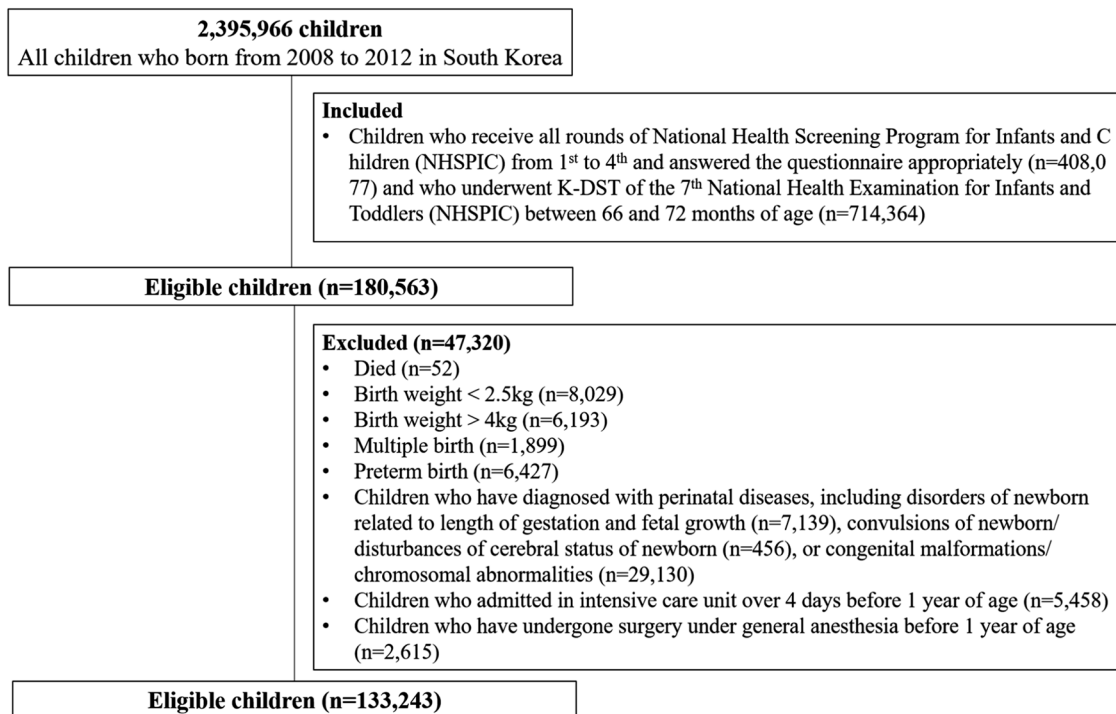 2,395,966 children
All children who born from 2008 to 2012 in South Korea
Included
• Children who receive all rounds of National Health Screening Program for Infants and C
hildren (NHSPIC) from 1st to 4th and answered the questionnaire appropriately (n=408,0
77) and who underwent K-DST of the 7th National Health Examination for Infants and
Toddlers (NHSPIC) between 66 and 72 months of age (n=714,364)
Eligible children (n=180,563)
Excluded (n=47,320)
• Died (n=52)
• Birth weight < 2.5kg (n=8,029)
• Birth weight > 4kg (n=6,193)
• Multiple birth (n=1,899)
• Preterm birth (n=6,427)
• Children who have diagnosed with perinatal diseases, including disorders of newborn
related to length of gestation and fetal growth (n=7,139), convulsions of newborn/
disturbances of cerebral status of newborn (n=456), or congenital malformations/
chromosomal abnormalities (n=29,130)
• Children who admitted in intensive care unit over 4 days before 1 year of age (n=5,458)
• Children who have undergone surgery under general anesthesia before 1 year of age
(n=2,615)
Eligible children (n=133,243)